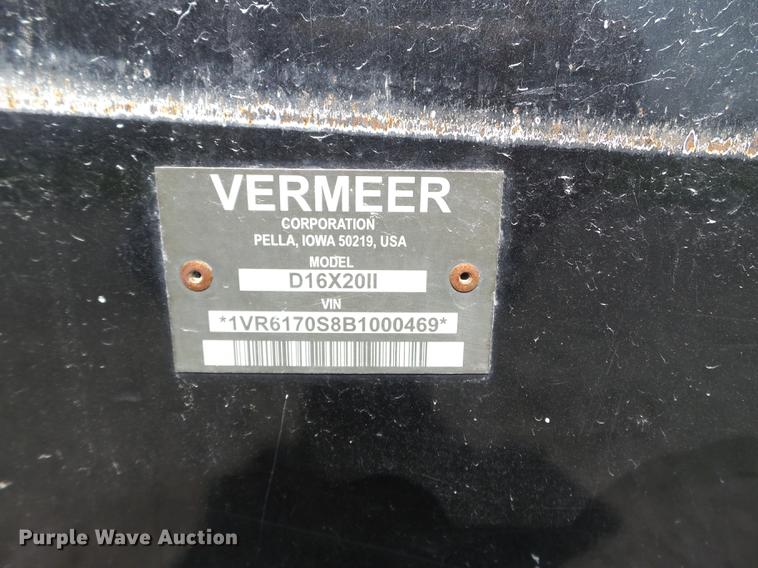 VERMEER
CORPORATION
PELLA, IOWA 50219, USA
MODEL
D16X20II
VIN
*1VR6170S8B1000469*
Purple Wave Auction